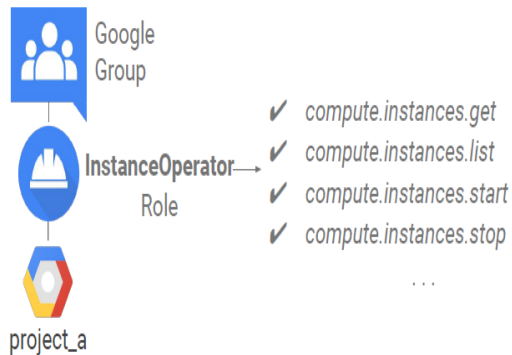 Google
Group
InstanceOperator
Role
✔ compute.instances.get
✔ compute.instances.list
✔ compute.instances.start
✔ compute.instances.stop
...
project_a